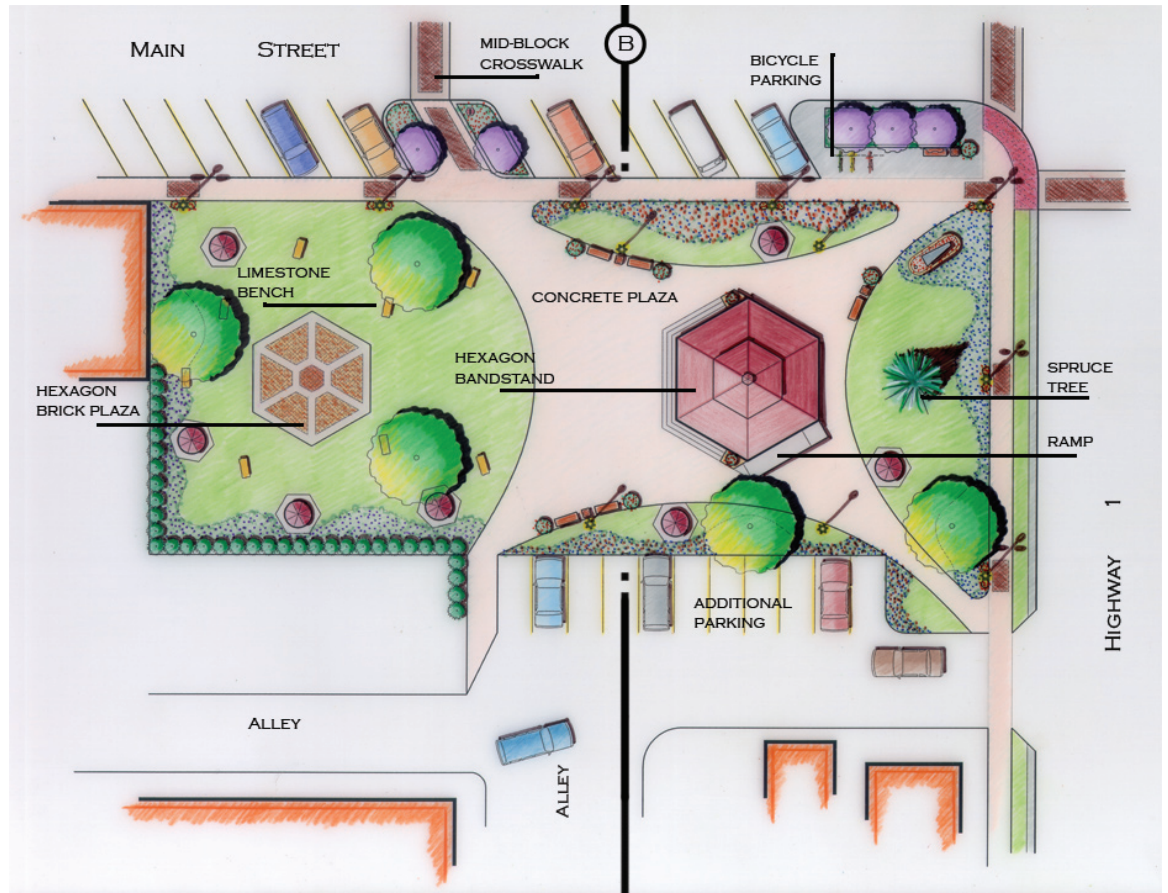 Main Street
Mid-Block
Crosswalk
B
Bicycle
Parking
Limestone
Bench
Concrete Plaza
Hexagon
Brick Plaza
Hexagon
Bandstand
Spruce
Tree
Ramp
Additional
Parking
Highway 1
Alley
Alley